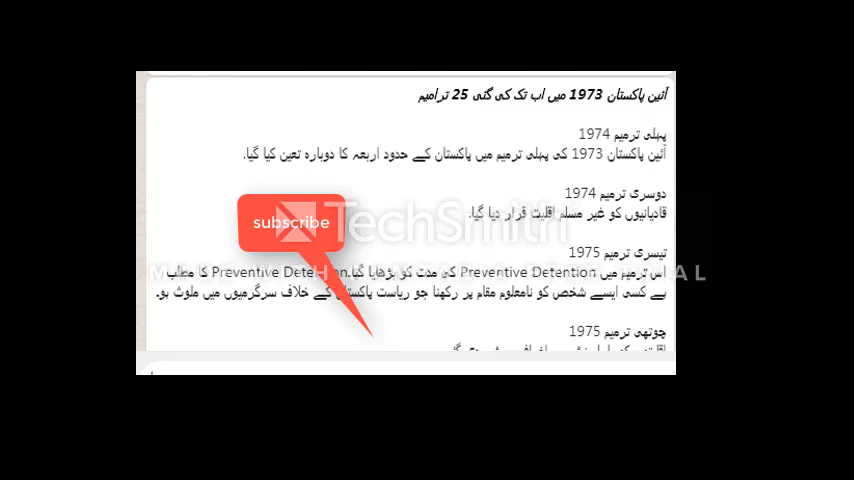 آئین پاکستان 1973 میں اب تک کی گئی 25 ترامیم
پہلی ترمیم 1974
آئین پاکستان 1973 کی پہلی ترمیم میں پاکستان کے حدود اربعہ کا دوبارہ تعین کیا گیا.
دوسری ترمیم 1974
قادیانیوں کو غیر مسلم اقلیت قرار دیا گیا.
subscribe
TechSmith
تیسری ترمیم 1975
اس ترمیم میں Preventive Detention کی مدت کو بڑھایا گیا.Preventive Detention کا مطلب
ہے کسی ایسے شخص کو نامعلوم مقام پر رکھنا جو ریاست پاکستان کے خلاف سرگرمیوں میں ملوث ہو.
چوتھی ترمیم 1975